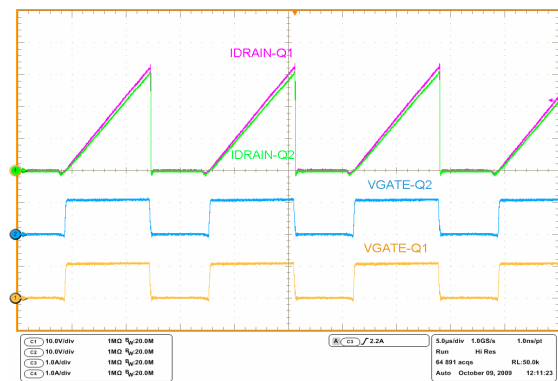 IDRAIN-Q1
IDRAIN-Q2
VGATE-Q2
VGATE-Q1
4
2
1
C1 10.0V/div 1MΩ BW:20.0M
C2 10.0V/div 1MΩ BW:20.0M
C3 1.0A/div 1MΩ BW:20.0M
C4 1.0A/div 1MΩ BW:20.0M
A C3 2.2A
5.0µs/div 1.0GS/s 1.0ns/pt
Run Hi Res
64 891 acqs RL:50.0k
Auto October 09, 2009 12:11:23